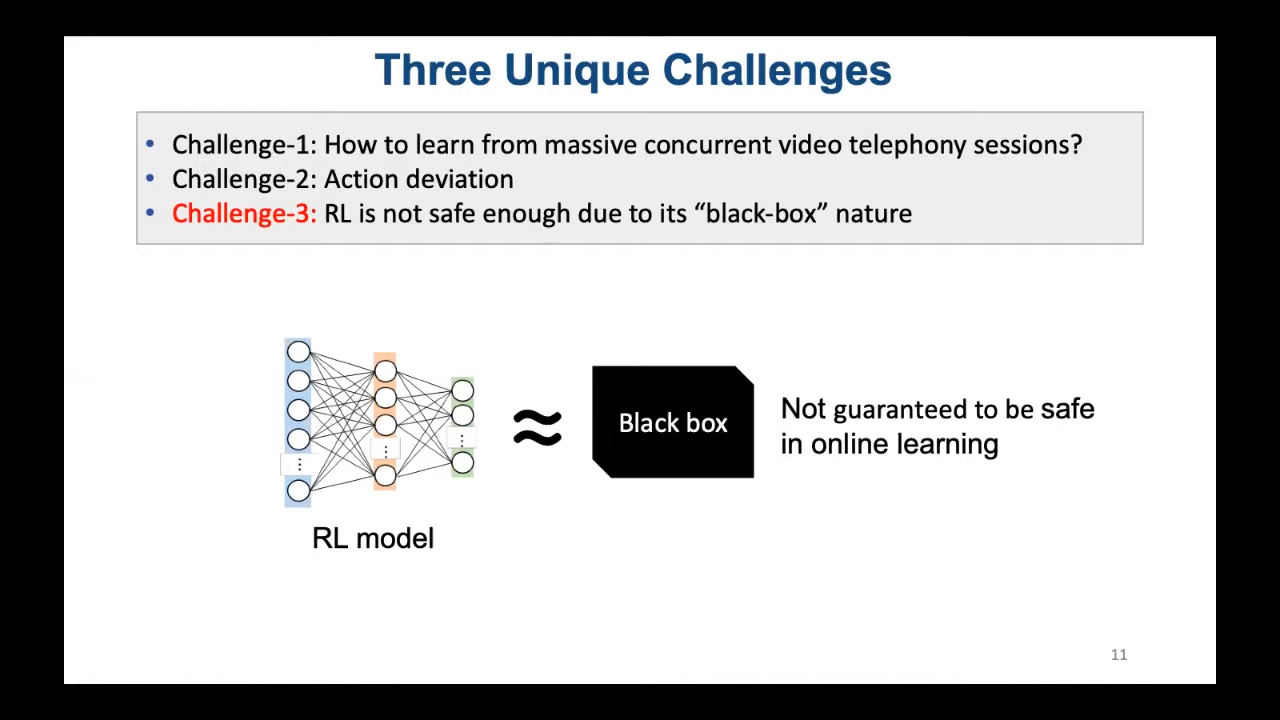 Three Unique Challenges
• Challenge-1: How to learn from massive concurrent video telephony sessions?
• Challenge-2: Action deviation
• Challenge-3: RL is not safe enough due to its “black-box” nature
Black box
Not guaranteed to be safe
in online learning
RL model
11